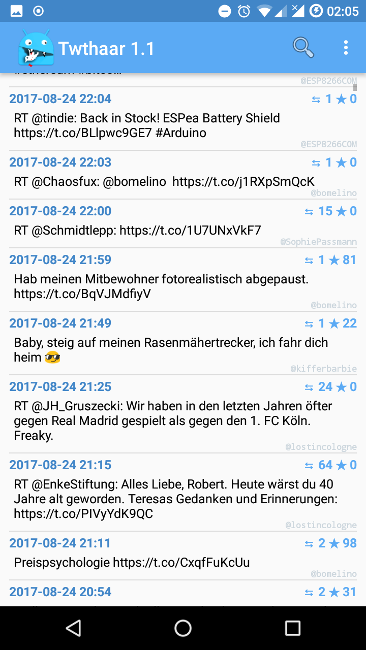 02:05
Twthaar 1.1
@ESP8266COM
2017-08-24 22:04 ⇆ 1 ★ 0
RT @tindie: Back in Stock! ESPea Battery Shield
https://t.co/BLlpwc9GE7 #Arduino
@ESP8266COM
2017-08-24 22:03 ⇆ 1 ★ 0
RT @Chaosfux: @bomelino https://t.co/j1RXpSmQcK
@bomelino
2017-08-24 22:00 ⇆ 15 ★ 0
RT @Schmidtlepp: https://t.co/1U7UNxVkF7
@SophiePassmann
2017-08-24 21:59 ⇆ 1 ★ 81
Hab meinen Mitbewohner fotorealistisch abgepaust.
https://t.co/BqVJMdfiyV
@bomelino
2017-08-24 21:49 ⇆ 1 ★ 22
Baby, steig auf meinen Rasenmähertrecker, ich fahr dich
heim 😎
@kifferbarbie
2017-08-24 21:25 ⇆ 24 ★ 0
RT @JH_Gruszecki: Wir haben in den letzten Jahren öfter
gegen Real Madrid gespielt als gegen den 1. FC Köln.
Freaky.
@lostincologne
2017-08-24 21:15 ⇆ 64 ★ 0
RT @EnkeStiftung: Alles Liebe, Robert. Heute wärst du 40
Jahre alt geworden. Teresas Gedanken und Erinnerungen:
https://t.co/PIVyYdK9QC
@lostincologne
2017-08-24 21:11 ⇆ 2 ★ 98
Preispsychologie https://t.co/CxqfFuKcUu
@bomelino
2017-08-24 20:54 ⇆ 2 ★ 31